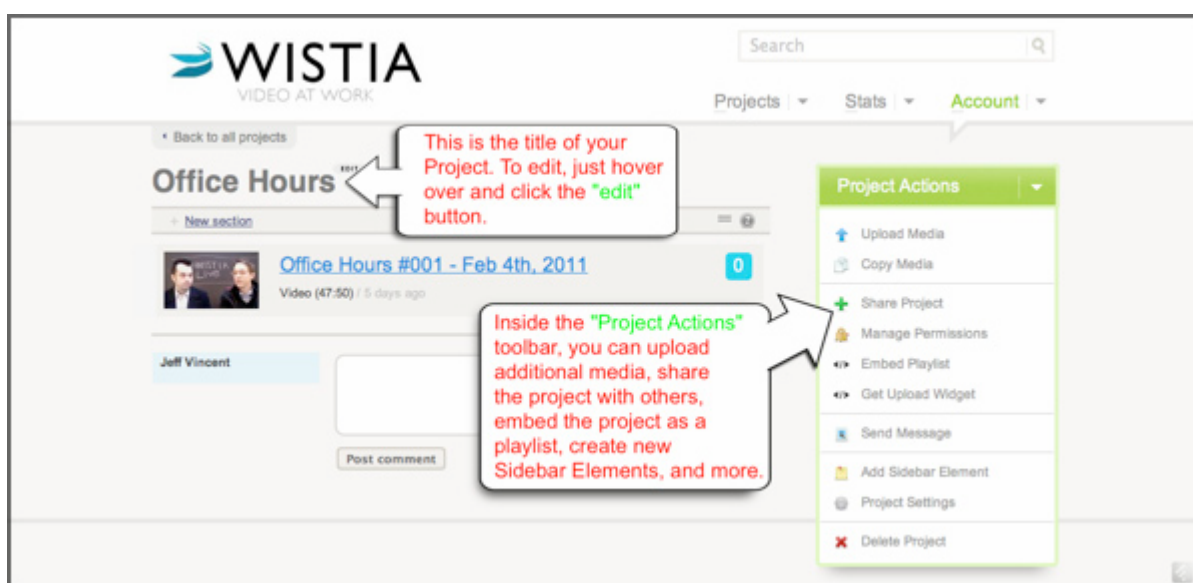 WISTIA
VIDEO AT WORK
Search
Projects
Stats
Account
Back to all projects
Office Hours
This is the title of your
Project. To edit, just hover
over and click the "edit"
button.
New section
Office Hours #001 - Feb 4th, 2011
0
Video (47:50) / 5 days ago
Jeff Vincent
Post comment
Inside the "Project Actions"
toolbar, you can upload
additional media, share
the project with others,
embed the project as a
playlist, create new
Sidebar Elements, and more.
Project Actions
Upload Media
Copy Media
Share Project
Manage Permissions
Embed Playlist
Get Upload Widget
Send Message
Add Sidebar Element
Project Settings
Delete Project